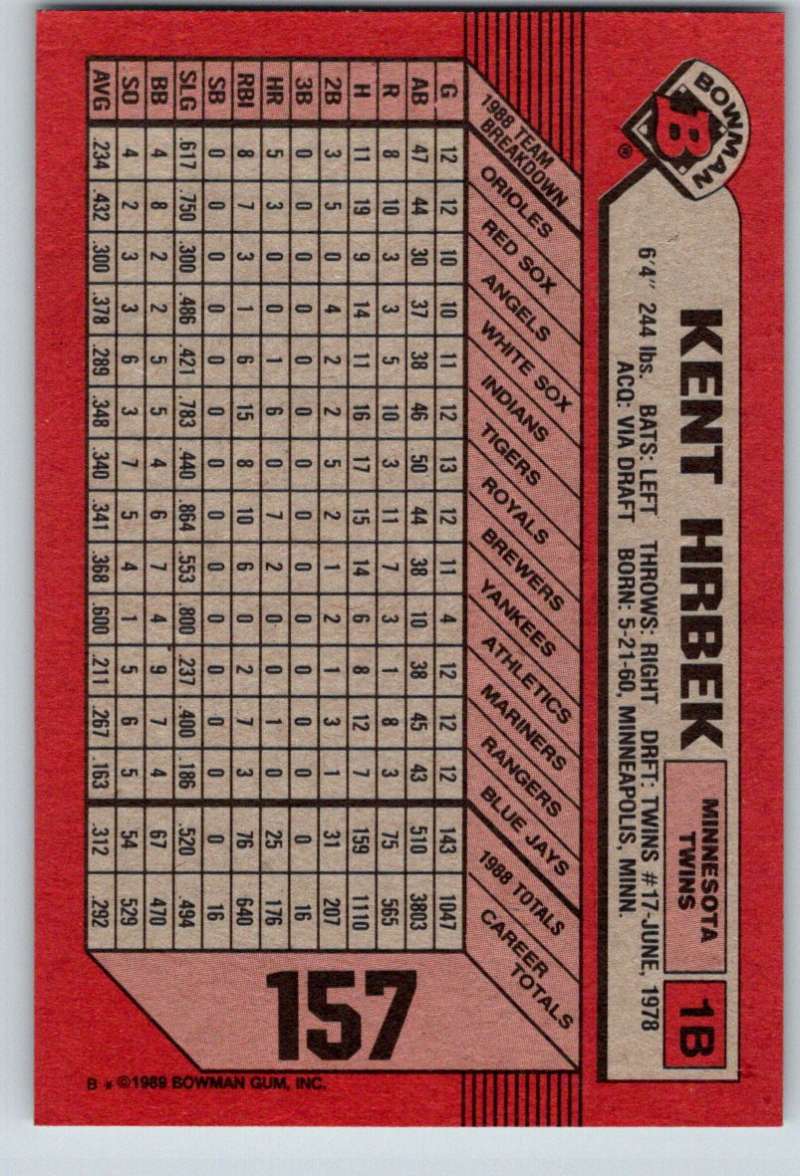 BOWMAN
B
®
KENT HRBEK
MINNESOTA
TWINS
1B
6'4" 244 lbs. BATS: LEFT THROWS: RIGHT DRFT: TWINS #17-JUNE, 1978
ACQ: VIA DRAFT BORN: 5-21-60, MINNEAPOLIS, MINN.
1988 TEAM
BREAKDOWN
ORIOLES
RED SOX
ANGELS
WHITE SOX
INDIANS
TIGERS
ROYALS
BREWERS
YANKEES
ATHLETICS
MARINERS
RANGERS
BLUE JAYS
1988 TOTALS
CAREER
TOTALS
G 12 12 10 10 11 12 13 12 11 4 12 12 12 143 1047
AB 47 44 30 37 38 46 50 44 38 10 38 45 43 510 3803
R 8 10 3 3 5 10 3 11 7 3 1 8 3 75 565
H 11 19 9 14 11 16 17 15 14 6 8 12 7 159 1110
2B 3 5 0 4 2 2 5 2 1 2 1 3 1 31 207
3B 0 0 0 0 0 0 0 0 0 0 0 0 0 0 16
HR 5 3 0 0 1 6 0 7 2 0 0 1 0 25 176
RBI 8 7 3 1 6 15 8 10 6 0 2 7 3 76 640
SB 0 0 0 0 0 0 0 0 0 0 0 0 0 0 16
SLG .617 .750 .300 .486 .421 .783 .440 .864 .553 .800 .237 .400 .186 .520 .494
BB 4 8 2 2 5 5 4 6 7 4 9 7 4 67 470
SO 4 2 3 3 6 3 7 5 4 1 5 6 5 54 529
AVG .234 .432 .300 .378 .289 .348 .340 .341 .368 .600 .211 .267 .163 .312 .292
157
B * ©1989 BOWMAN GUM, INC.